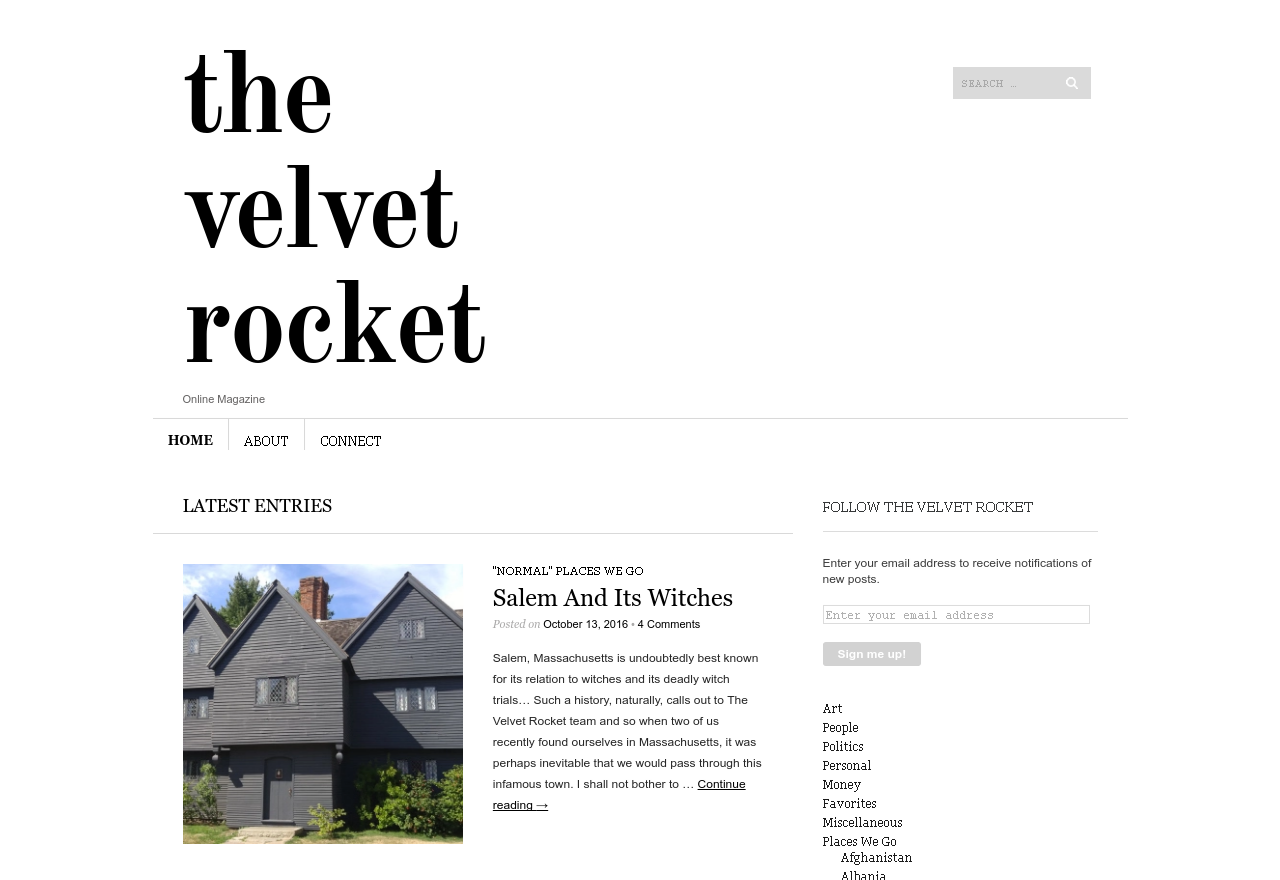 the
velvet
rocket
SEARCH …
Online Magazine
HOME
ABOUT
CONNECT
LATEST ENTRIES
"NORMAL" PLACES WE GO
Salem And Its Witches
Posted on October 13, 2016 • 4 Comments
Salem, Massachusetts is undoubtedly best known
for its relation to witches and its deadly witch
trials… Such a history, naturally, calls out to The
Velvet Rocket team and so when two of us
recently found ourselves in Massachusetts, it was
perhaps inevitable that we would pass through this
infamous town. I shall not bother to … Continue
reading →
FOLLOW THE VELVET ROCKET
Enter your email address to receive notifications of
new posts.
Enter your email address
Sign me up!
Art
People
Politics
Personal
Money
Favorites
Miscellaneous
Places We Go
Afghanistan
Albania